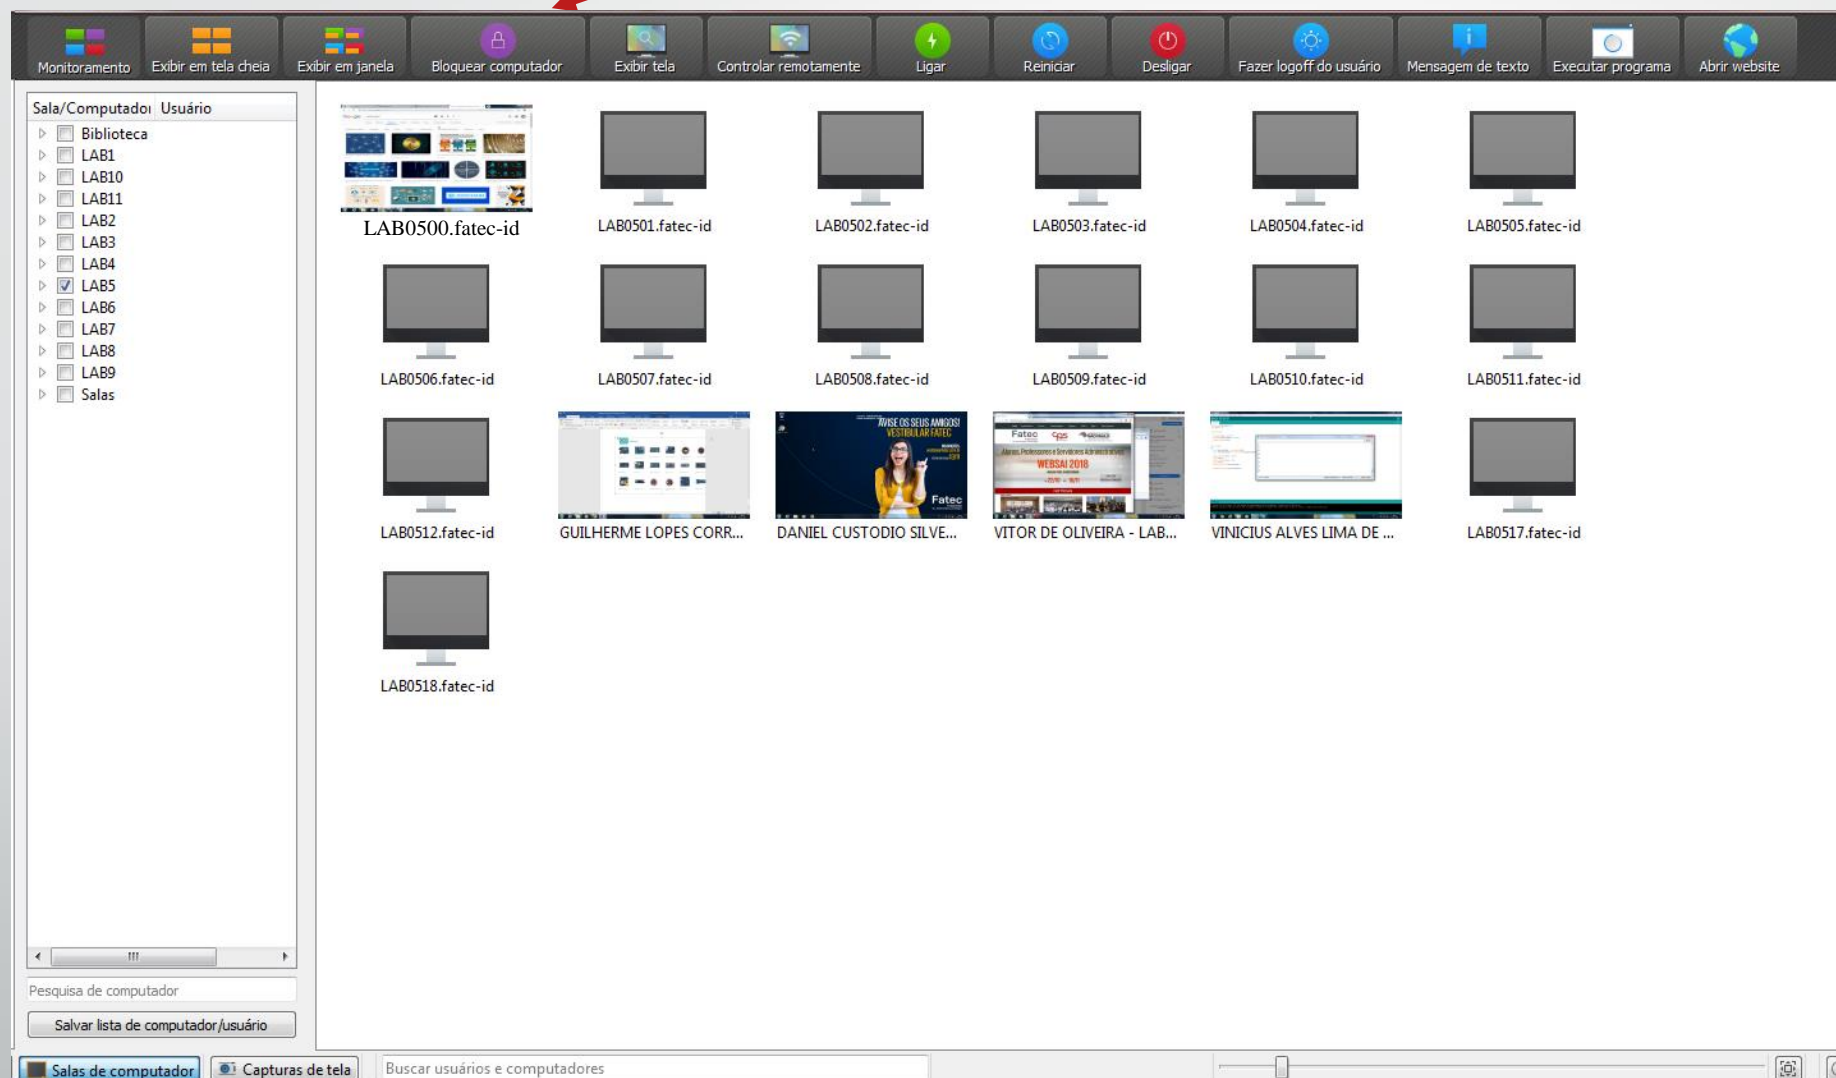 Monitoramento Exibir em tela cheia Exibir em janela Bloquear computador Exibir tela Controlar remotamente Ligar Reiniciar Desligar Fazer logoff do usuário Mensagem de texto Executar programa Abrir website
Sala/Computador Usuário
Biblioteca
LAB1
LAB10
LAB11
LAB2
LAB3
LAB4
LAB5
LAB6
LAB7
LAB8
LAB9
Salas
LAB0500.fatec-id LAB0501.fatec-id LAB0502.fatec-id LAB0503.fatec-id LAB0504.fatec-id LAB0505.fatec-id
LAB0506.fatec-id LAB0507.fatec-id LAB0508.fatec-id LAB0509.fatec-id LAB0510.fatec-id LAB0511.fatec-id
AVISE OS SEUS AMIGOS!
VESTIBULAR FATEC
Fatec
Fatec cps
Alunos, Professores e Servidores Administrativos
WEBSAI 2018
LAB0512.fatec-id GUILHERME LOPES CORR... DANIEL CUSTODIO SILVE... VITOR DE OLIVEIRA - LAB... VINICIUS ALVES LIMA DE ... LAB0517.fatec-id
LAB0518.fatec-id
Pesquisa de computador
Salvar lista de computador/usuário
Salas de computador Capturas de tela Buscar usuários e computadores